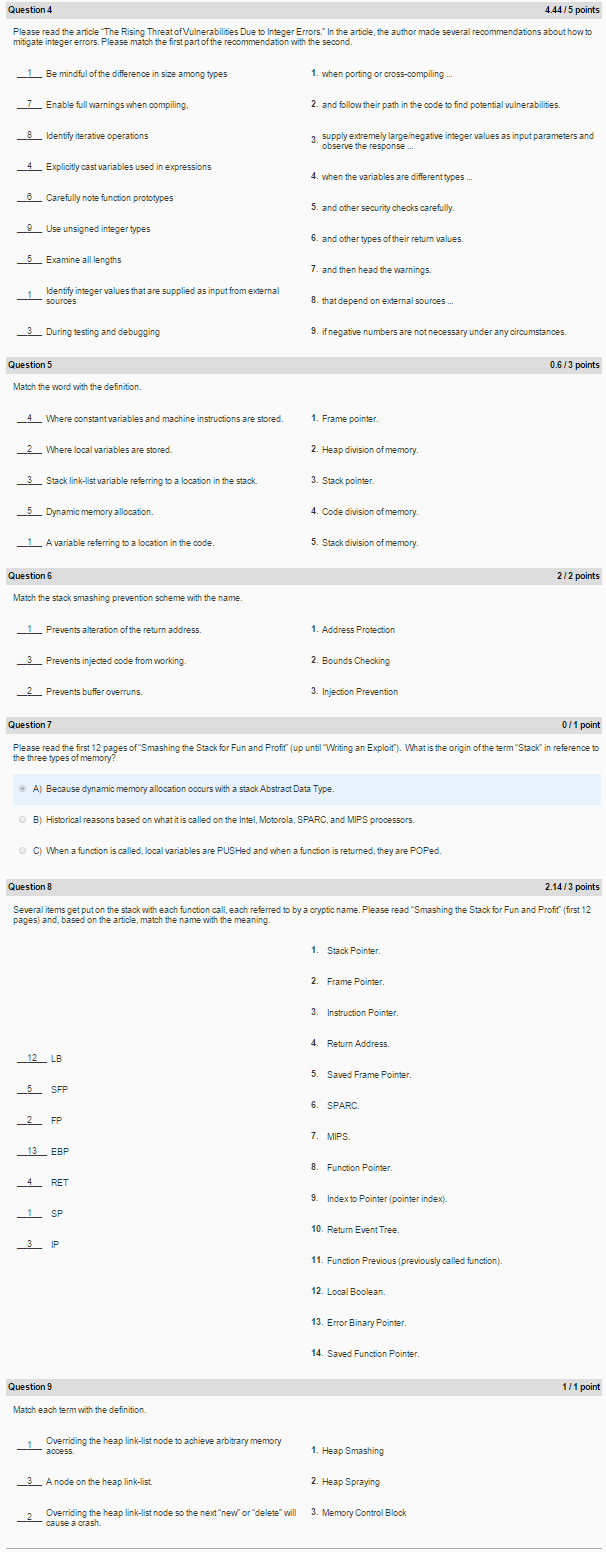 Question 4 4.44 / 5 points
Please read the article "The Rising Threat of Vulnerabilities Due to Integer Errors." In the article, the author made several recommendations about how to
mitigate integer errors. Please match the first part of the recommendation with the second.
__1__ Be mindful of the difference in size among types
__7__ Enable full warnings when compiling,
__8__ Identify iterative operations
__4__ Explicitly cast variables used in expressions
__6__ Carefully note function prototypes
__9__ Use unsigned integer types
__5__ Examine all lengths
__1__ Identify integer values that are supplied as input from external
sources
__3__ During testing and debugging
1. when porting or cross-compiling ...
2. and follow their path in the code to find potential vulnerabilities.
3. supply extremely large/negative integer values as input parameters and
observe the response ...
4. when the variables are different types ...
5. and other security checks carefully.
6. and other types of their return values.
7. and then head the warnings.
8. that depend on external sources ...
9. if negative numbers are not necessary under any circumstances.
Question 5 0.6 / 3 points
Match the word with the definition.
__4__ Where constant variables and machine instructions are stored.
__2__ Where local variables are stored.
__3__ Stack link-list variable referring to a location in the stack.
__5__ Dynamic memory allocation.
__1__ A variable referring to a location in the code.
1. Frame pointer.
2. Heap division of memory.
3. Stack pointer.
4. Code division of memory.
5. Stack division of memory.
Question 6 2 / 2 points
Match the stack smashing prevention scheme with the name.
__1__ Prevents alteration of the return address.
__3__ Prevents injected code from working.
__2__ Prevents buffer overruns.
1. Address Protection
2. Bounds Checking
3. Injection Prevention
Question 7 0 / 1 point
Please read the first 12 pages of "Smashing the Stack for Fun and Profit" (up until "Writing an Exploit"). What is the origin of the term "Stack" in reference to
the three types of memory?
A) Because dynamic memory allocation occurs with a stack Abstract Data Type.
B) Historical reasons based on what it is called on the Intel, Motorola, SPARC, and MIPS processors.
C) When a function is called, local variables are PUSHed and when a function is returned, they are POPed.
Question 8 2.14 / 3 points
Several items get put on the stack with each function call, each referred to by a cryptic name. Please read "Smashing the Stack for Fun and Profit" (first 12
pages) and, based on the article, match the name with the meaning.
__12__ LB
__5__ SFP
__2__ FP
__13__ EBP
__4__ RET
__1__ SP
__3__ IP
1. Stack Pointer.
2. Frame Pointer.
3. Instruction Pointer.
4. Return Address.
5. Saved Frame Pointer.
6. SPARC.
7. MIPS.
8. Function Pointer.
9. Index to Pointer (pointer index).
10. Return Event Tree.
11. Function Previous (previously called function).
12. Local Boolean.
13. Error Binary Pointer.
14. Saved Function Pointer.
Question 9 1 / 1 point
Match each term with the definition.
__1__ Overriding the heap link-list node to achieve arbitrary memory
access.
__3__ A node on the heap link-list.
__2__ Overriding the heap link-list node so the next "new" or "delete" will
cause a crash.
1. Heap Smashing
2. Heap Spraying
3. Memory Control Block